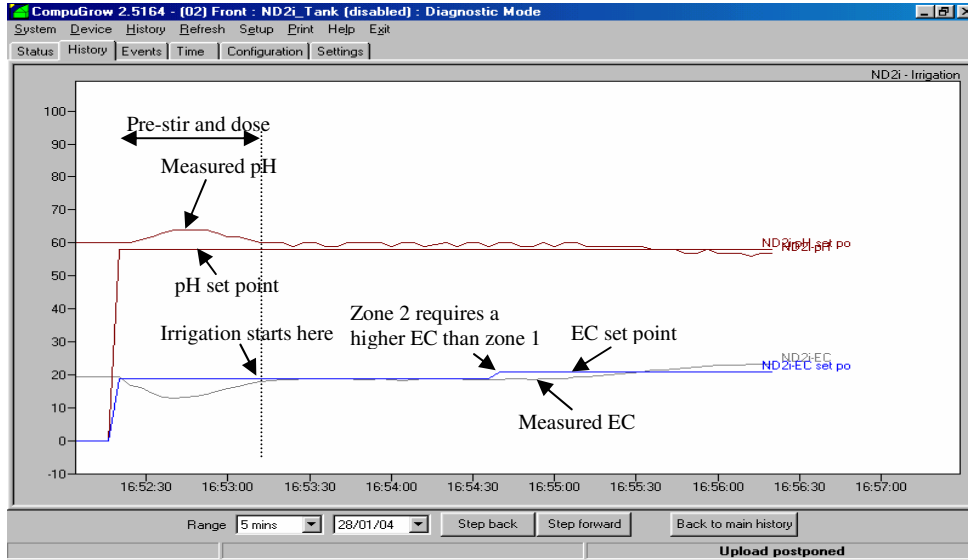 CompuGrow 2.5164 - (02) Front : ND2i_Tank (disabled) : Diagnostic Mode
System Device History Refresh Setup Print Help Exit
Status History Events Time Configuration Settings
ND2i - Irrigation
100
Pre-stir and dose
90
80
Measured pH
70
60
ND2i-pH set po
ND2i-pH
50
pH set point
40
Zone 2 requires a
higher EC than zone 1
30
Irrigation starts here
EC set point
20
ND2i-EC
ND2i-EC set po
10
Measured EC
0
-10
16:52:30 16:53:00 16:53:30 16:54:00 16:54:30 16:55:00 16:55:30 16:56:00 16:56:30 16:57:00
Range 5 mins 28/01/04 Step back Step forward Back to main history
Upload postponed